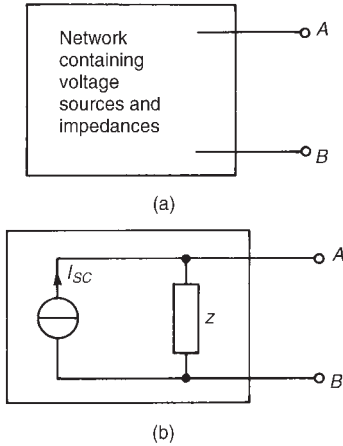 Network
containing
voltage
sources and
impedances
A
B
(a)
I_SC
z
A
B
(b)